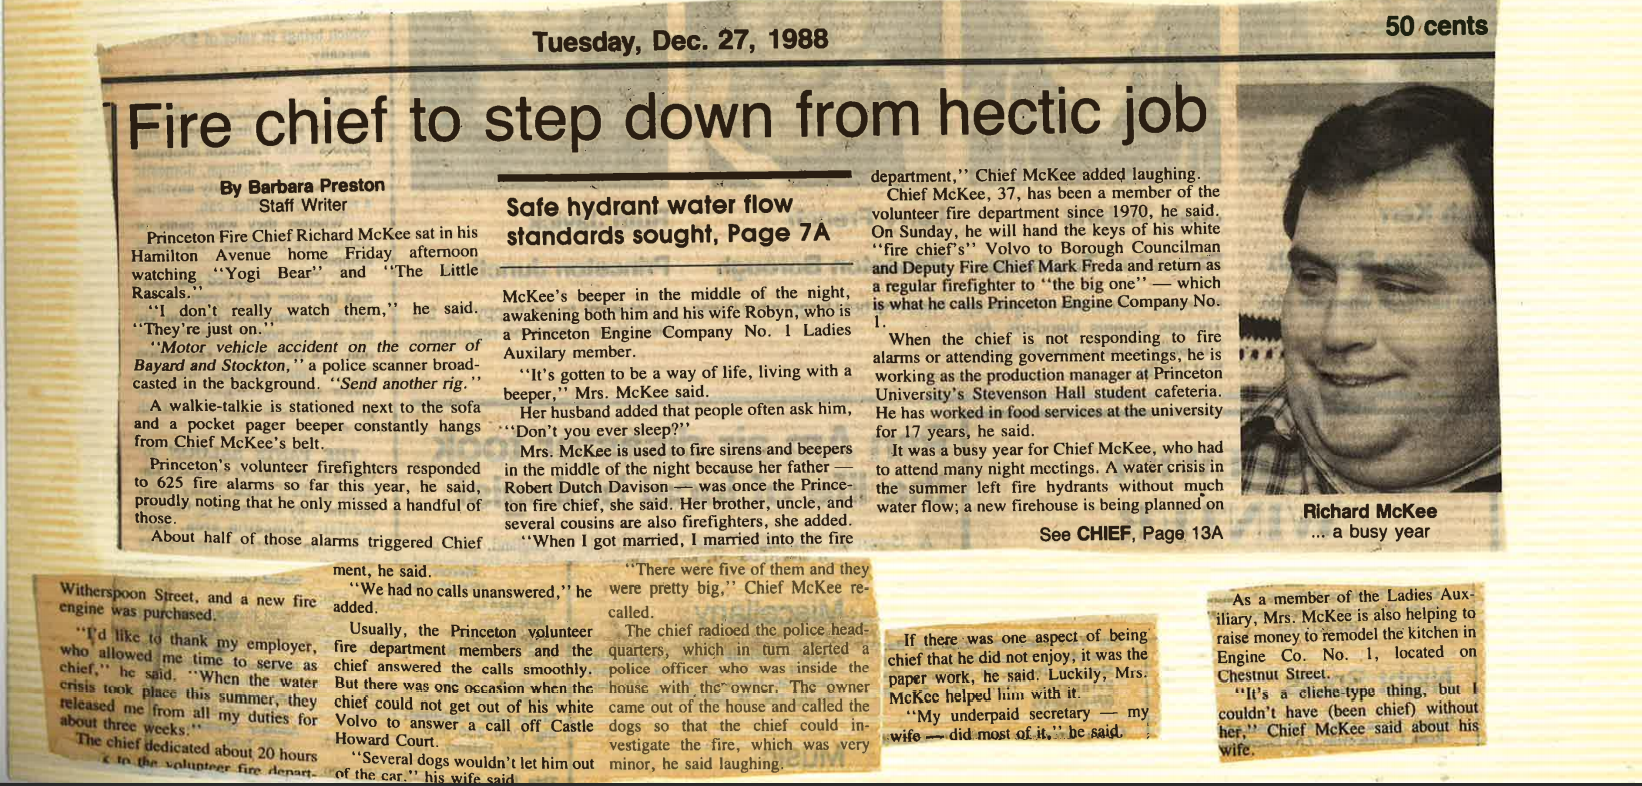 Tuesday, Dec. 27, 1988
50 cents
Fire chief to step down from hectic job
By Barbara Preston
Staff Writer
Princeton Fire Chief Richard McKee sat in his
Hamilton Avenue home Friday afternoon
watching "Yogi Bear" and "The Little
Rascals."
"I don't really watch them," he said.
"They're just on."
"Motor vehicle accident on the corner of
Bayard and Stockton," a police scanner broad-
casted in the background. "Send another rig."
A walkie-talkie is stationed next to the sofa
and a pocket pager beeper constantly hangs
from Chief McKee's belt.
Princeton's volunteer firefighters responded
to 625 fire alarms so far this year, he said,
proudly noting that he only missed a handful of
those.
About half of those alarms triggered Chief
Safe hydrant water flow
standards sought, Page 7A
McKee's beeper in the middle of the night,
awakening both him and his wife Robyn, who is
a Princeton Engine Company No. 1 Ladies
Auxilary member.
"It's gotten to be a way of life, living with a
beeper," Mrs. McKee said.
Her husband added that people often ask him,
"Don't you ever sleep?"
Mrs. McKee is used to fire sirens and beepers
in the middle of the night because her father —
Robert Dutch Davison — was once the Prince-
ton fire chief, she said. Her brother, uncle, and
several cousins are also firefighters, she added.
"When I got married, I married into the fire
department," Chief McKee added laughing.
Chief McKee, 37, has been a member of the
volunteer fire department since 1970, he said.
On Sunday, he will hand the keys of his white
"fire chief's" Volvo to Borough Councilman
and Deputy Fire Chief Mark Freda and return as
a regular firefighter to "the big one" — which
is what he calls Princeton Engine Company No.
1.
When the chief is not responding to fire
alarms or attending government meetings, he is
working as the production manager at Princeton
University's Stevenson Hall student cafeteria.
He has worked in food services at the university
for 17 years, he said.
It was a busy year for Chief McKee, who had
to attend many night meetings. A water crisis in
the summer left fire hydrants without much
water flow; a new firehouse is being planned on
See CHIEF, Page 13A
Richard McKee
... a busy year
Witherspoon Street, and a new fire
engine was purchased.
"I'd like to thank my employer,
who allowed me time to serve as
chief," he said. "When the water
crisis took place this summer, they
released me from all my duties for
about three weeks."
The chief dedicated about 20 hours
to the volunteer fire depart-
ment, he said.
"We had no calls unanswered," he
added.
Usually, the Princeton volunteer
fire department members and the
chief answered the calls smoothly.
But there was one occasion when the
chief could not get out of his white
Volvo to answer a call off Castle
Howard Court.
"Several dogs wouldn't let him out
of the car," his wife said.
"There were five of them and they
were pretty big," Chief McKee re-
called.
The chief radioed the police head-
quarters, which in turn alerted a
police officer who was inside the
house with the owner. The owner
came out of the house and called the
dogs so that the chief could in-
vestigate the fire, which was very
minor, he said laughing.
If there was one aspect of being
chief that he did not enjoy, it was the
paper work, he said. Luckily, Mrs.
McKee helped him with it.
"My underpaid secretary — my
wife — did most of it," he said.
As a member of the Ladies Aux-
iliary, Mrs. McKee is also helping to
raise money to remodel the kitchen in
Engine Co. No. 1, located on
Chestnut Street.
"It's a cliche-type thing, but I
couldn't have (been chief) without
her," Chief McKee said about his
wife.